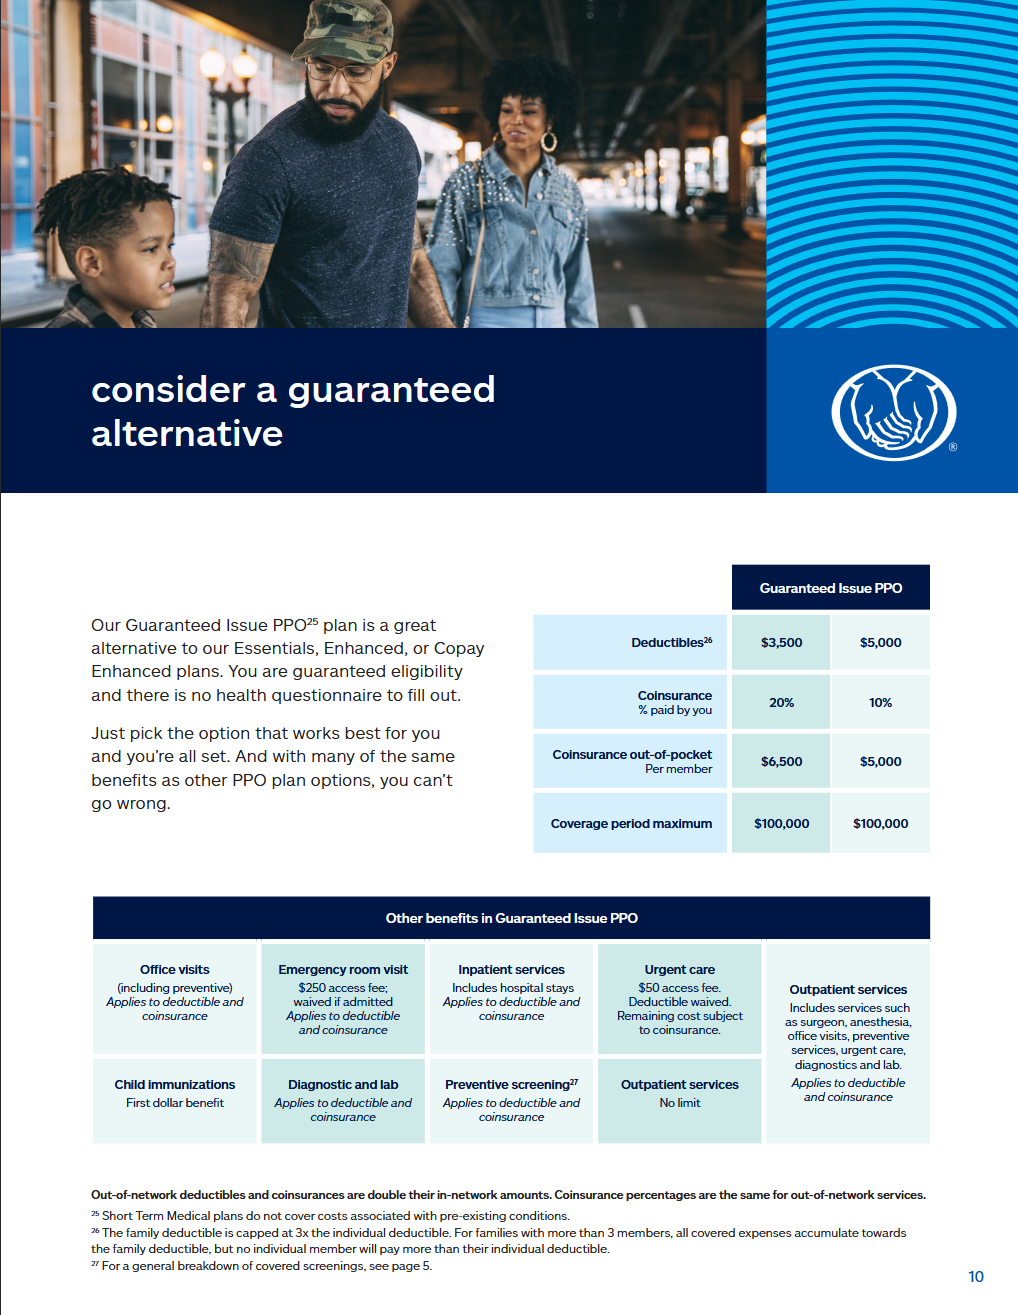 consider a guaranteed
alternative
®
Our Guaranteed Issue PPO²⁵ plan is a great
alternative to our Essentials, Enhanced, or Copay
Enhanced plans. You are guaranteed eligibility
and there is no health questionnaire to fill out.
Just pick the option that works best for you
and you’re all set. And with many of the same
benefits as other PPO plan options, you can’t
go wrong.
Guaranteed Issue PPO
Deductibles²⁶ $3,500 $5,000
Coinsurance
% paid by you
20% 10%
Coinsurance out-of-pocket
Per member
$6,500 $5,000
Coverage period maximum $100,000 $100,000
Other benefits in Guaranteed Issue PPO
Office visits
(including preventive)
Applies to deductible and
coinsurance
Emergency room visit
$250 access fee;
waived if admitted
Applies to deductible
and coinsurance
Inpatient services
Includes hospital stays
Applies to deductible and
coinsurance
Urgent care
$50 access fee.
Deductible waived.
Remaining cost subject
to coinsurance.
Outpatient services
Includes services such
as surgeon, anesthesia,
office visits, preventive
services, urgent care,
diagnostics and lab.
Applies to deductible
and coinsurance
Child immunizations
First dollar benefit
Diagnostic and lab
Applies to deductible and
coinsurance
Preventive screening²⁷
Applies to deductible and
coinsurance
Outpatient services
No limit
Out-of-network deductibles and coinsurances are double their in-network amounts. Coinsurance percentages are the same for out-of-network services.
²⁵ Short Term Medical plans do not cover costs associated with pre-existing conditions.
²⁶ The family deductible is capped at 3x the individual deductible. For families with more than 3 members, all covered expenses accumulate towards
the family deductible, but no individual member will pay more than their individual deductible.
²⁷ For a general breakdown of covered screenings, see page 5.
10